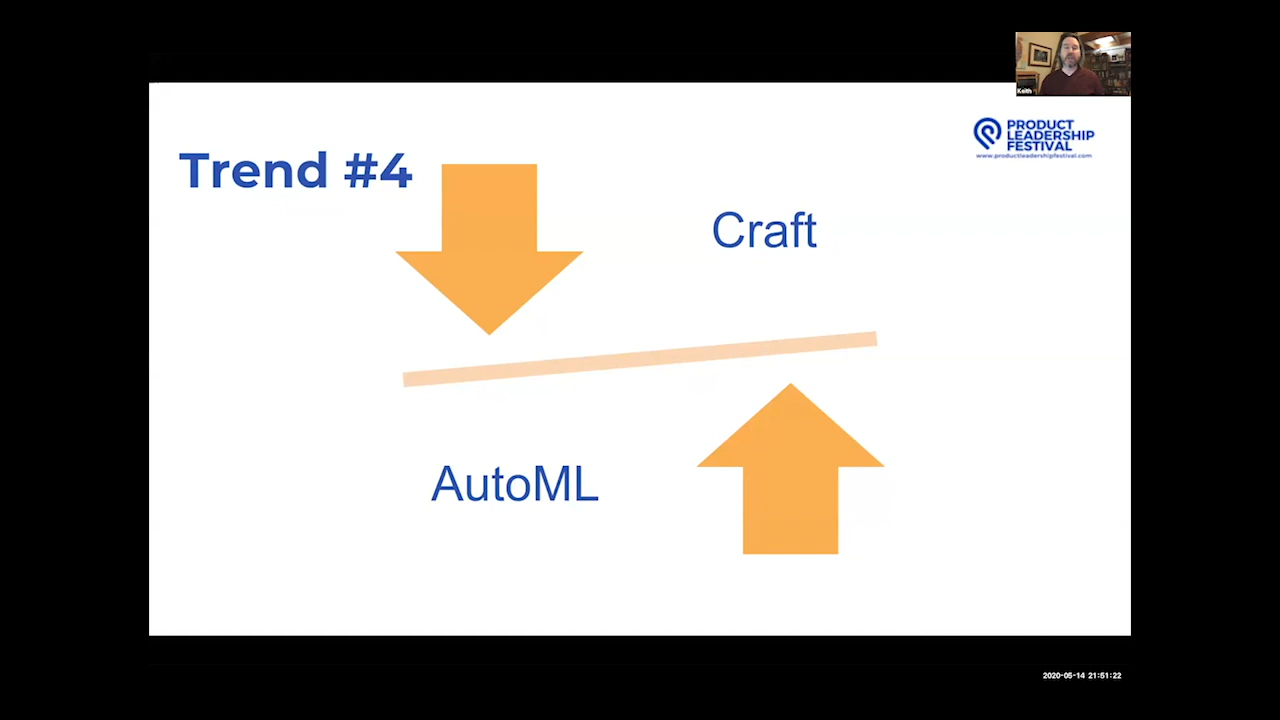 Keith
PRODUCT
LEADERSHIP
FESTIVAL
www.productleadershipfestival.com
Trend #4
Craft
AutoML
2020-05-14 21:51:22